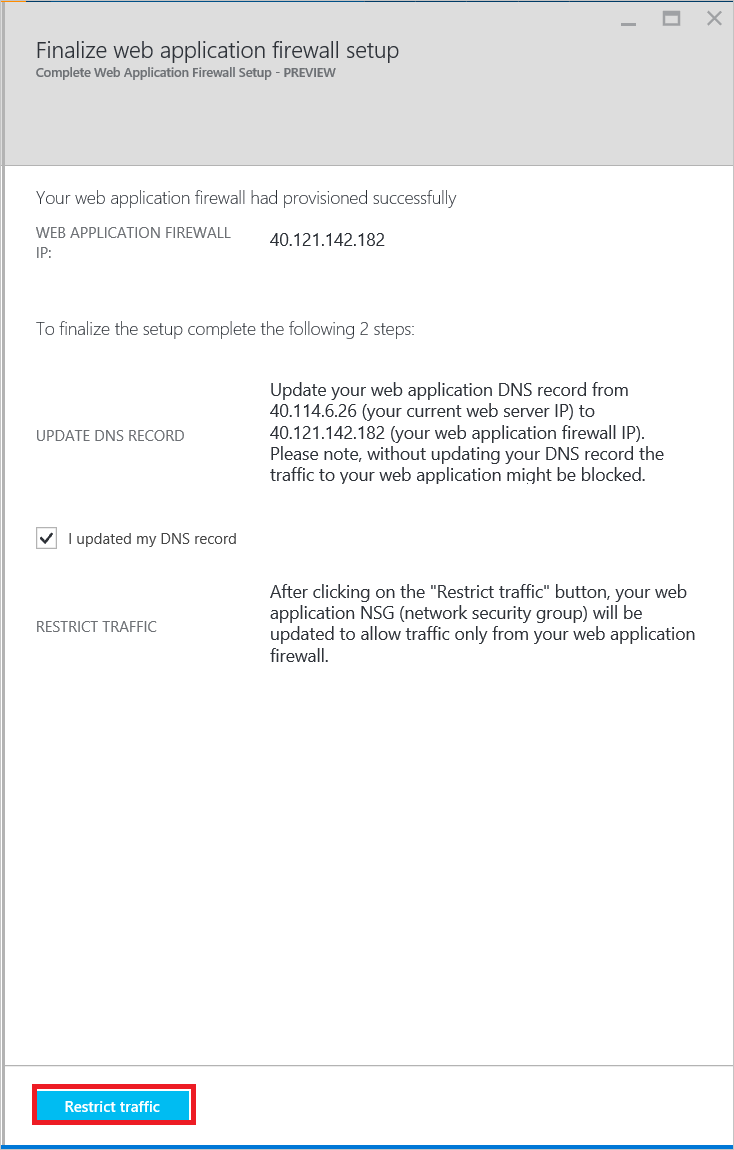 Finalize web application firewall setup
Complete Web Application Firewall Setup - PREVIEW
Your web application firewall had provisioned successfully
WEB APPLICATION FIREWALL
IP:
40.121.142.182
To finalize the setup complete the following 2 steps:
UPDATE DNS RECORD
Update your web application DNS record from
40.114.6.26 (your current web server IP) to
40.121.142.182 (your web application firewall IP).
Please note, without updating your DNS record the
traffic to your web application might be blocked.
I updated my DNS record
RESTRICT TRAFFIC
After clicking on the "Restrict traffic" button, your web
application NSG (network security group) will be
updated to allow traffic only from your web application
firewall.
Restrict traffic